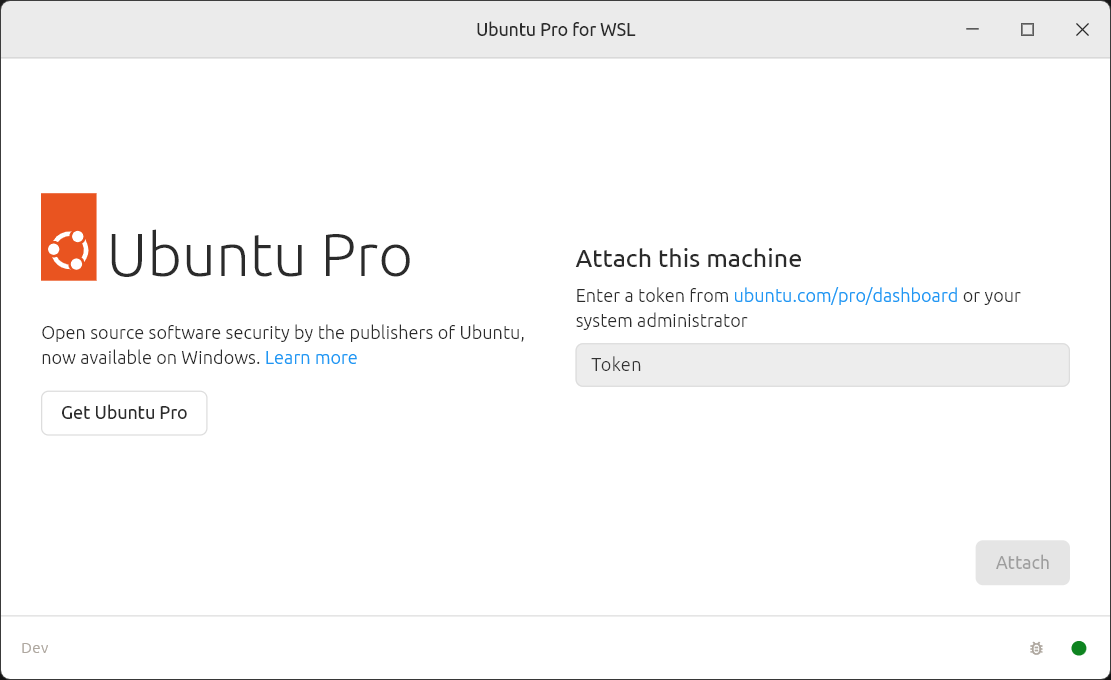 Ubuntu Pro for WSL
Ubuntu Pro
Open source software security by the publishers of Ubuntu,
now available on Windows. Learn more
Get Ubuntu Pro
Attach this machine
Enter a token from ubuntu.com/pro/dashboard or your
system administrator
Token
Attach
Dev